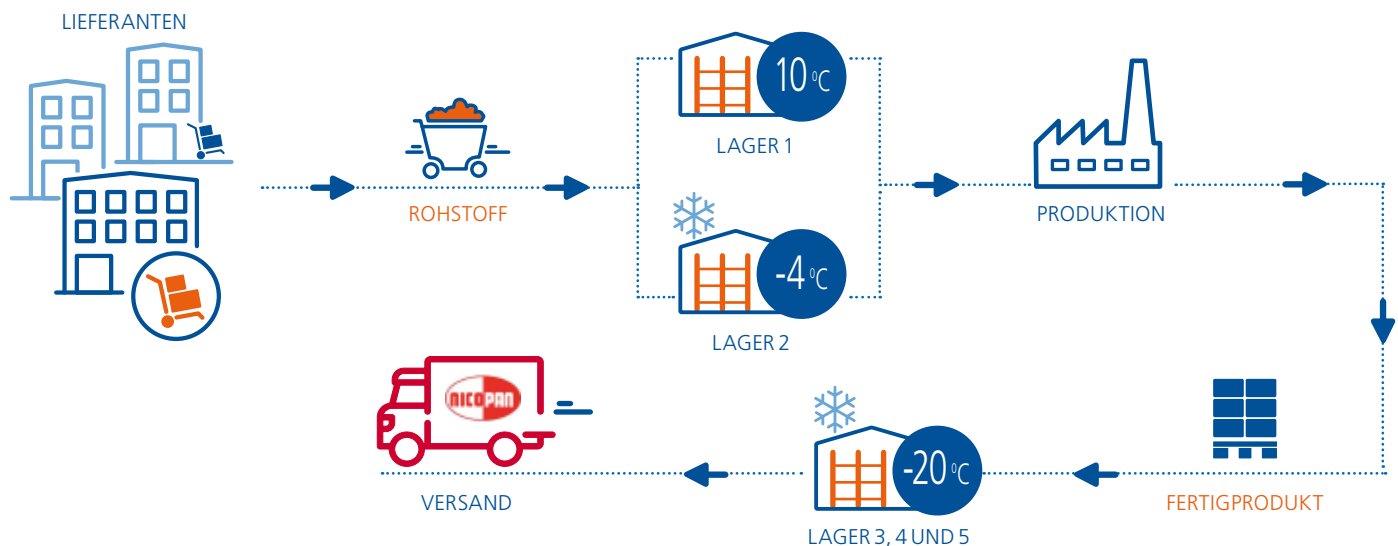 LIEFERANTEN
ROHSTOFF
10 °C
LAGER 1
-4 °C
LAGER 2
PRODUKTION
FERTIGPRODUKT
-20 °C
LAGER 3, 4 UND 5
NICOPAN
VERSAND